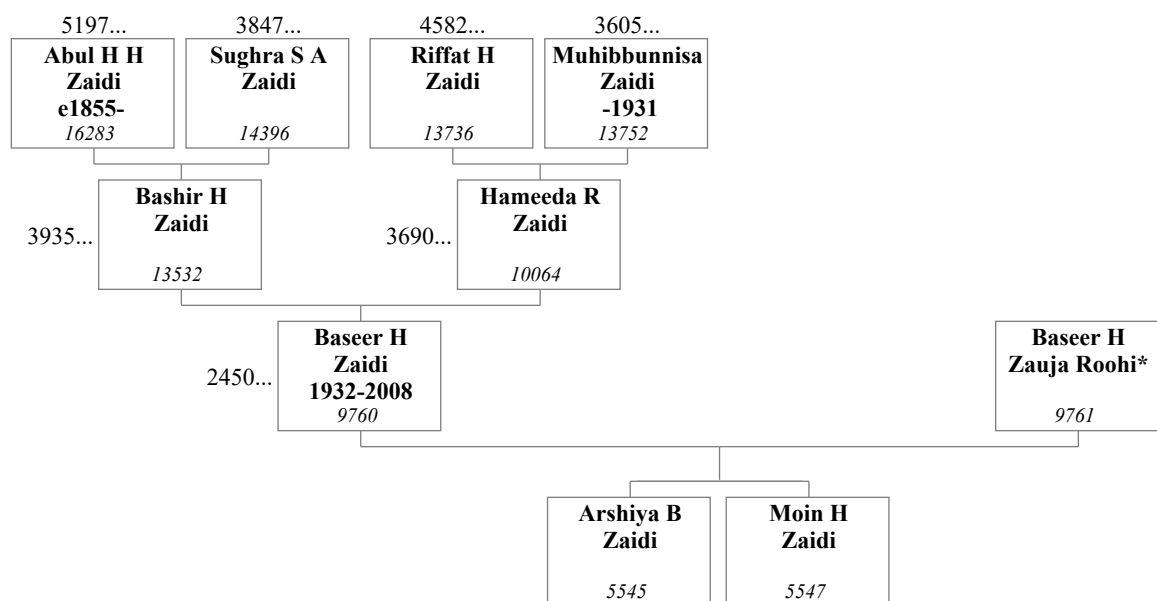 5197... 3847... 4582... 3605...
Abul H H
Zaidi
e1855-
16283
Sughra S A
Zaidi
14396
Riffat H
Zaidi
13736
Muhibbunnisa
Zaidi
-1931
13752
3935...
Bashir H
Zaidi
13532
3690...
Hameeda R
Zaidi
10064
2450...
Baseer H
Zaidi
1932-2008
9760
Baseer H
Zauja Roohi*
9761
Arshiya B
Zaidi
5545
Moin H
Zaidi
5547